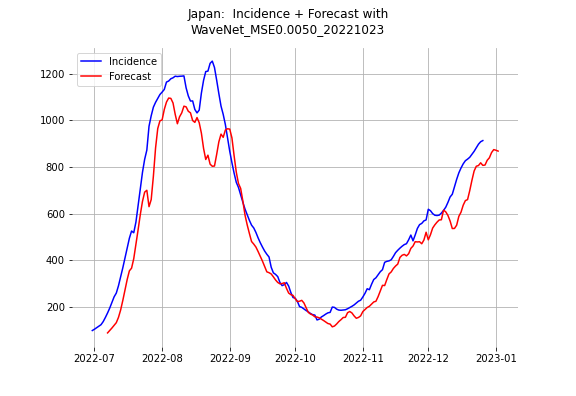 Japan:  Incidence + Forecast with
WaveNet_MSE0.0050_20221023
Incidence
Forecast
1200
1000
800
600
400
200
2022-07 2022-08 2022-09 2022-10 2022-11 2022-12 2023-01